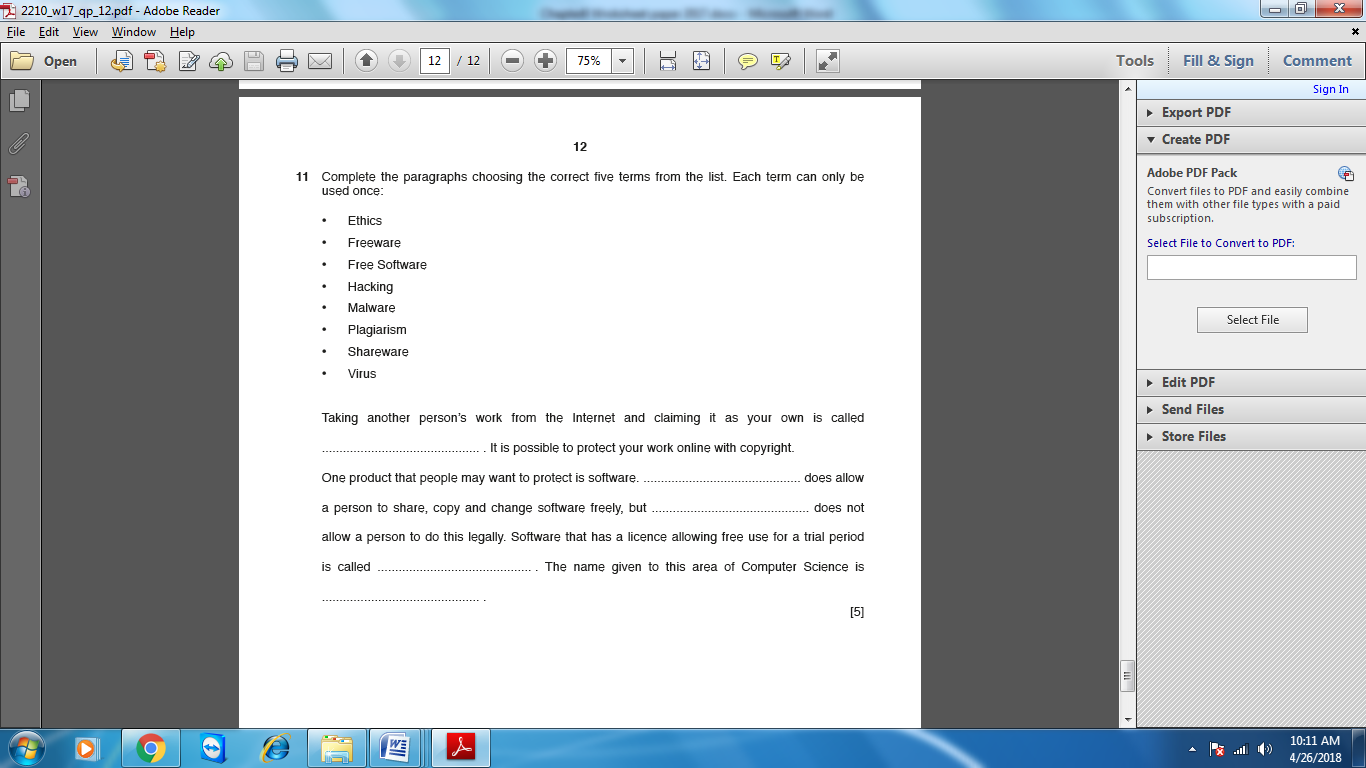 2210_w17_qp_12.pdf - Adobe Reader
File Edit View Window Help
Open 12 / 12 75% Tools Fill & Sign Comment
Sign In
Export PDF
Create PDF
Adobe PDF Pack
Convert files to PDF and easily combine
them with other file types with a paid
subscription.
Select File to Convert to PDF:
Select File
Edit PDF
Send Files
Store Files
12
11 Complete the paragraphs choosing the correct five terms from the list. Each term can only be
used once:
• Ethics
• Freeware
• Free Software
• Hacking
• Malware
• Plagiarism
• Shareware
• Virus
Taking another person's work from the Internet and claiming it as your own is called
............................................. . It is possible to protect your work online with copyright.
One product that people may want to protect is software. ............................................. does allow
a person to share, copy and change software freely, but ............................................. does not
allow a person to do this legally. Software that has a licence allowing free use for a trial period
is called ............................................. . The name given to this area of Computer Science is
............................................. .
[5]
10:11 AM
4/26/2018